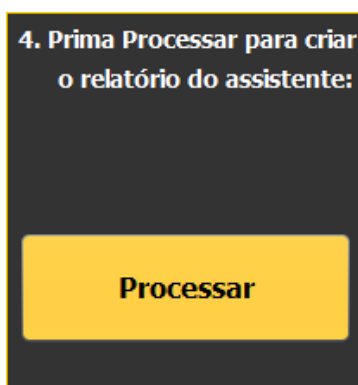 4. Prima Processar para criar
o relatório do assistente:
Processar